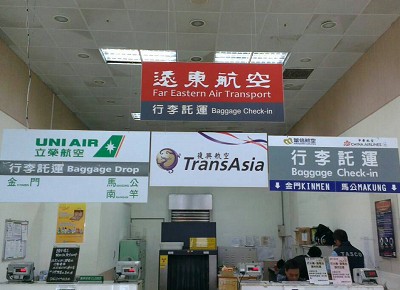 遠東航空
Far Eastern Air Transport
行李託運 Baggage Check-in
UNI AIR
立榮航空
行李託運 Baggage Drop
金門 馬公
南竿
復興航空
TransAsia
華信航空
CHINA AIRLINES
行李託運
Baggage Check-in
金門KINMEN 馬公MAKUNG